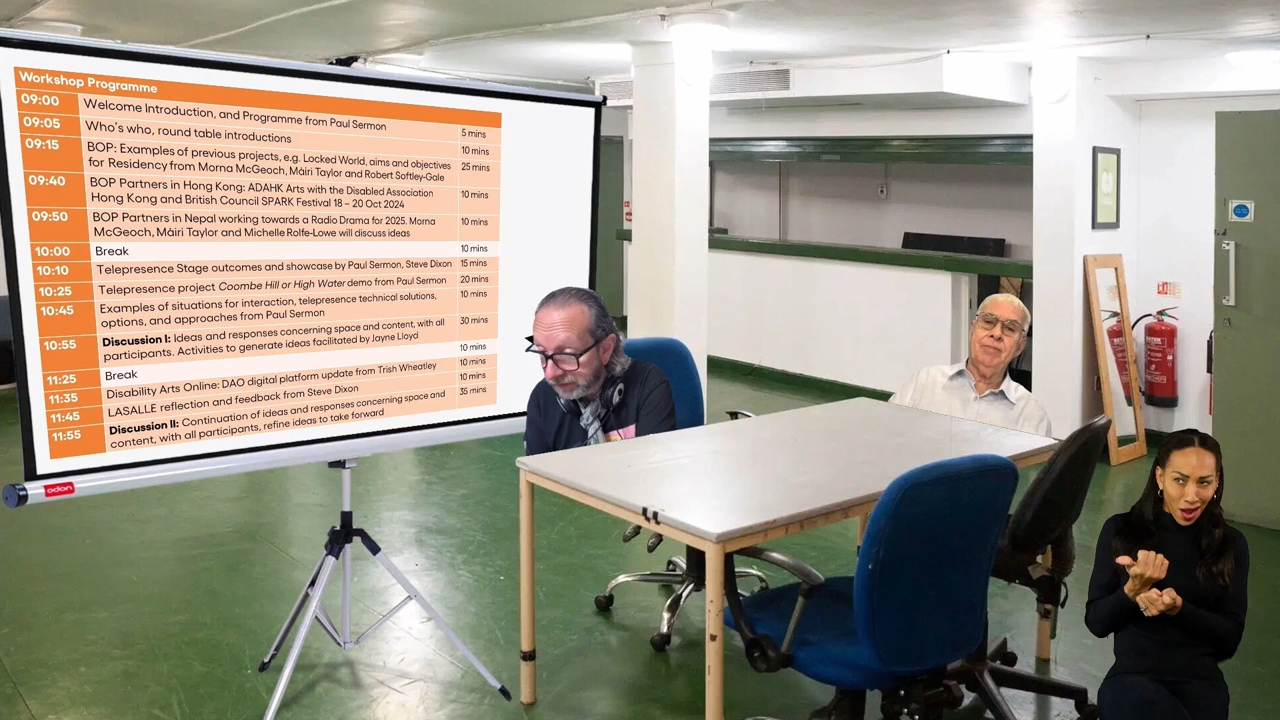 Workshop Programme
09:00 Welcome Introduction, and Programme from Paul Sermon 5 mins
09:05 Who's who, round table introductions 10 mins
09:15 BOP: Examples of previous projects, e.g. Locked World, aims and objectives 25 mins
for Residency from Morna McGeoch, Màiri Taylor and Robert Softley-Gale
09:40 BOP Partners in Hong Kong: ADAHK Arts with the Disabled Association 10 mins
Hong Kong and British Council SPARK Festival 18 – 20 Oct 2024
09:50 BOP Partners in Nepal working towards a Radio Drama for 2025, Morna 10 mins
McGeoch, Màiri Taylor and Michelle Rolfe-Lowe will discuss ideas
10:00 Break 10 mins
10:10 Telepresence Stage outcomes and showcase by Paul Sermon, Steve Dixon 15 mins
10:25 Telepresence project Coombe Hill or High Water demo from Paul Sermon 20 mins
10:45 Examples of situations for interaction, telepresence technical solutions, 10 mins
options, and approaches from Paul Sermon
10:55 Discussion I: Ideas and responses concerning space and content, with all 30 mins
participants. Activities to generate ideas facilitated by Jayne Lloyd
11:25 Break 10 mins
11:35 Disability Arts Online: DAO digital platform update from Trish Wheatley 10 mins
11:45 LASALLE reflection and feedback from Steve Dixon 10 mins
11:55 Discussion II: Continuation of ideas and responses concerning space and 35 mins
content, with all participants, refine ideas to take forward
odon